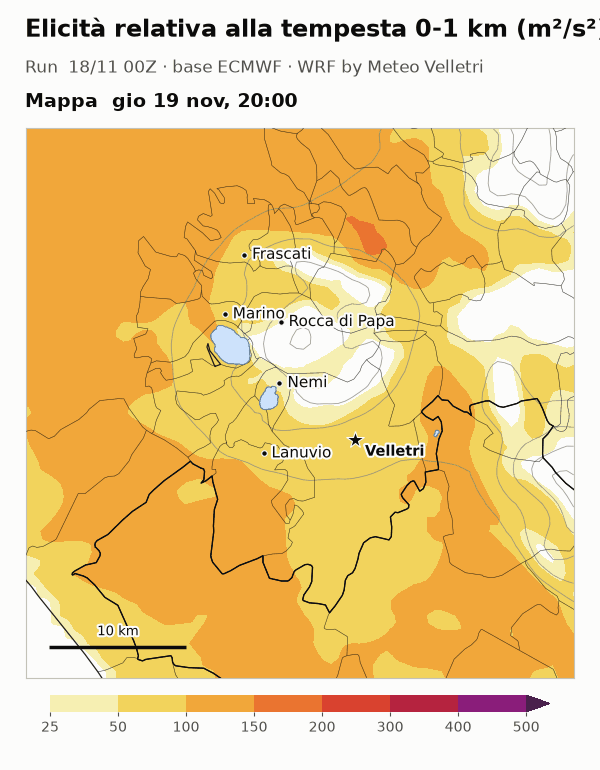 Elicità relativa alla tempesta 0-1 km (m²/s²)
Run  18/11 00Z · base ECMWF · WRF by Meteo Velletri
Mappa  gio 19 nov, 20:00
Frascati
Marino
Rocca di Papa
Nemi
Velletri
Lanuvio
10 km
25 50 100 150 200 300 400 500